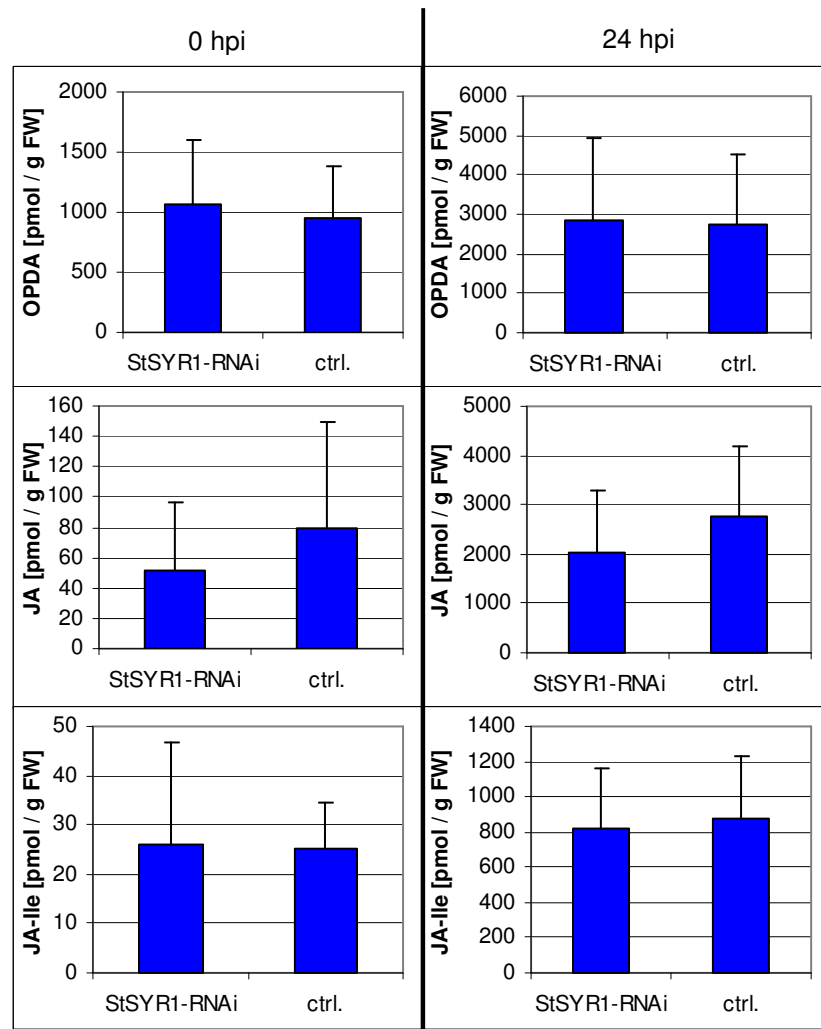 0 hpi
24 hpi
OPDA [pmol / g FW]
2000
1500
1000
500
0
StSYR1-RNAi ctrl.
OPDA [pmol / g FW]
6000
5000
4000
3000
2000
1000
0
StSYR1-RNAi ctrl.
JA [pmol / g FW]
160
140
120
100
80
60
40
20
0
StSYR1-RNAi ctrl.
JA [pmol / g FW]
5000
4000
3000
2000
1000
0
StSYR1-RNAi ctrl.
JA-Ile [pmol / g FW]
50
40
30
20
10
0
StSYR1-RNAi ctrl.
JA-Ile [pmol / g FW]
1400
1200
1000
800
600
400
200
0
StSYR1-RNAi ctrl.